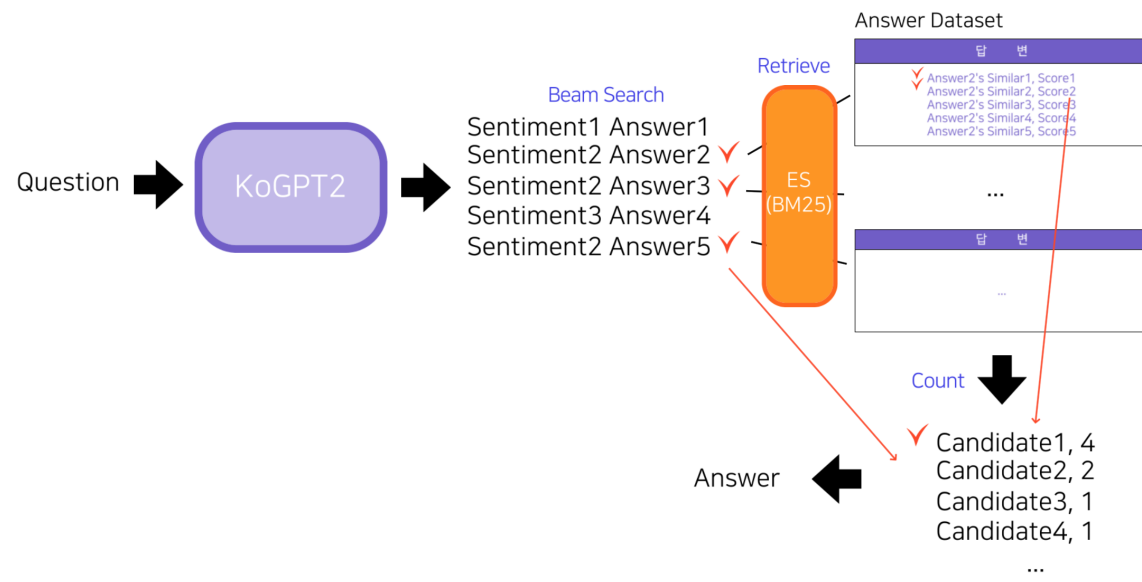 Question
KoGPT2
Beam Search
Sentiment1 Answer1
Sentiment2 Answer2
Sentiment2 Answer3
Sentiment3 Answer4
Sentiment2 Answer5
Retrieve
ES
(BM25)
Answer Dataset
답 변
Answer2's Similar1, Score1
Answer2's Similar2, Score2
Answer2's Similar3, Score3
Answer2's Similar4, Score4
Answer2's Similar5, Score5
...
답 변
...
Count
Candidate1, 4
Candidate2, 2
Candidate3, 1
Candidate4, 1
...
Answer